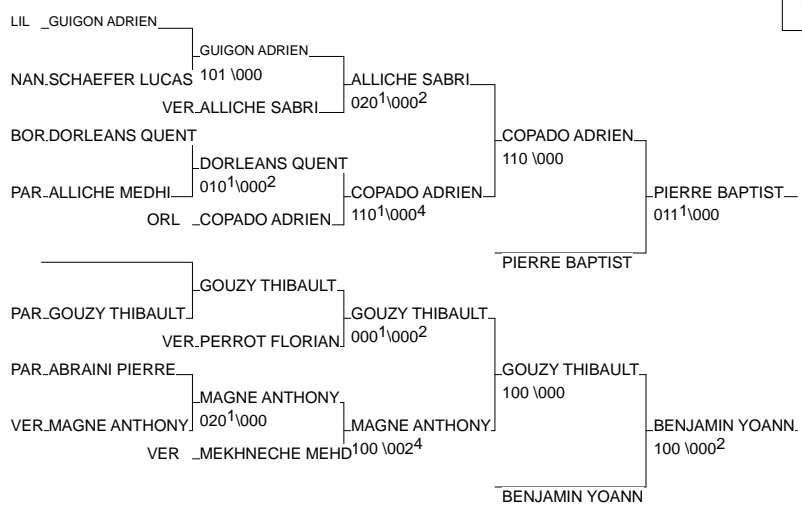 LIL GUIGON ADRIEN
GUIGON ADRIEN
101 \000
NAN SCHAEFER LUCAS
ALLICHE SABRI
020¹\000²
VER ALLICHE SABRI
BOR DORLEANS QUENT
COPADO ADRIEN
110 \000
DORLEANS QUENT
010¹\000²
PAR ALLICHE MEDHI
COPADO ADRIEN
110¹\000⁴
PIERRE BAPTIST
011¹\000
ORL COPADO ADRIEN
PIERRE BAPTIST
GOUZY THIBAULT
PAR GOUZY THIBAULT
GOUZY THIBAULT
000¹\000²
VER PERROT FLORIAN
PAR ABRAINI PIERRE
GOUZY THIBAULT
100 \000
MAGNE ANTHONY
020¹\000
VER MAGNE ANTHONY
MAGNE ANTHONY
100 \002⁴
BENJAMIN YOANN
100 \000²
VER MEKHNECHE MEHD
BENJAMIN YOANN